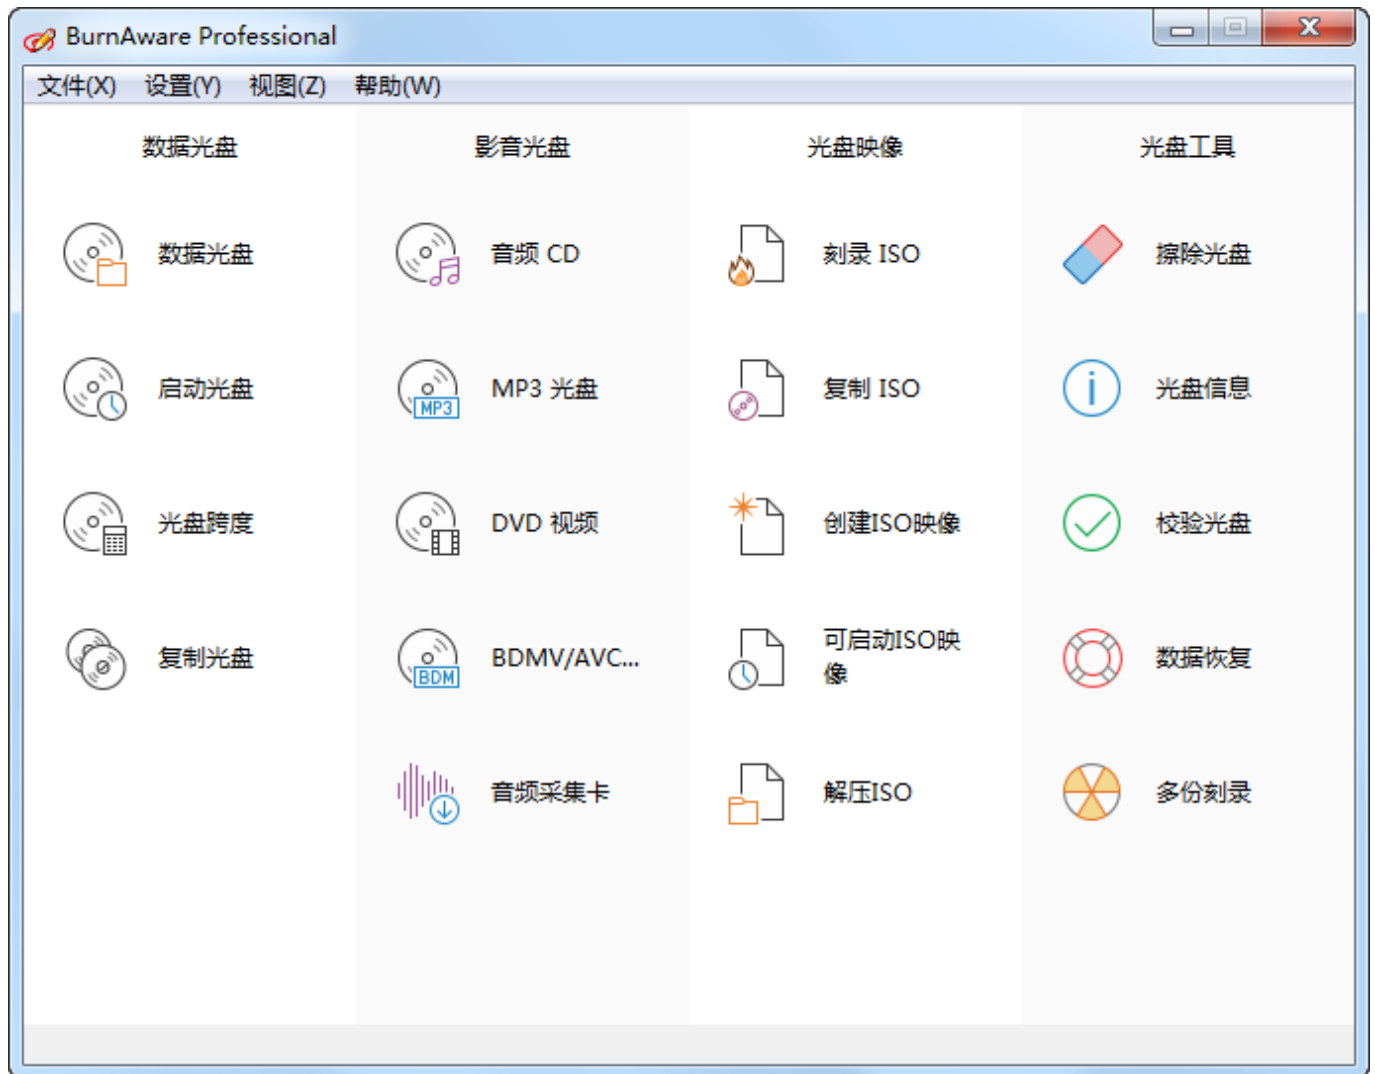 BurnAware Professional
文件(X) 设置(Y) 视图(Z) 帮助(W)
数据光盘
数据光盘
启动光盘
光盘跨度
复制光盘
影音光盘
音频 CD
MP3 光盘
MP3
DVD 视频
BDMV/AVC...
BDM
音频采集卡
光盘映像
刻录 ISO
复制 ISO
创建ISO映像
可启动ISO映
像
解压ISO
光盘工具
擦除光盘
光盘信息
校验光盘
数据恢复
多份刻录